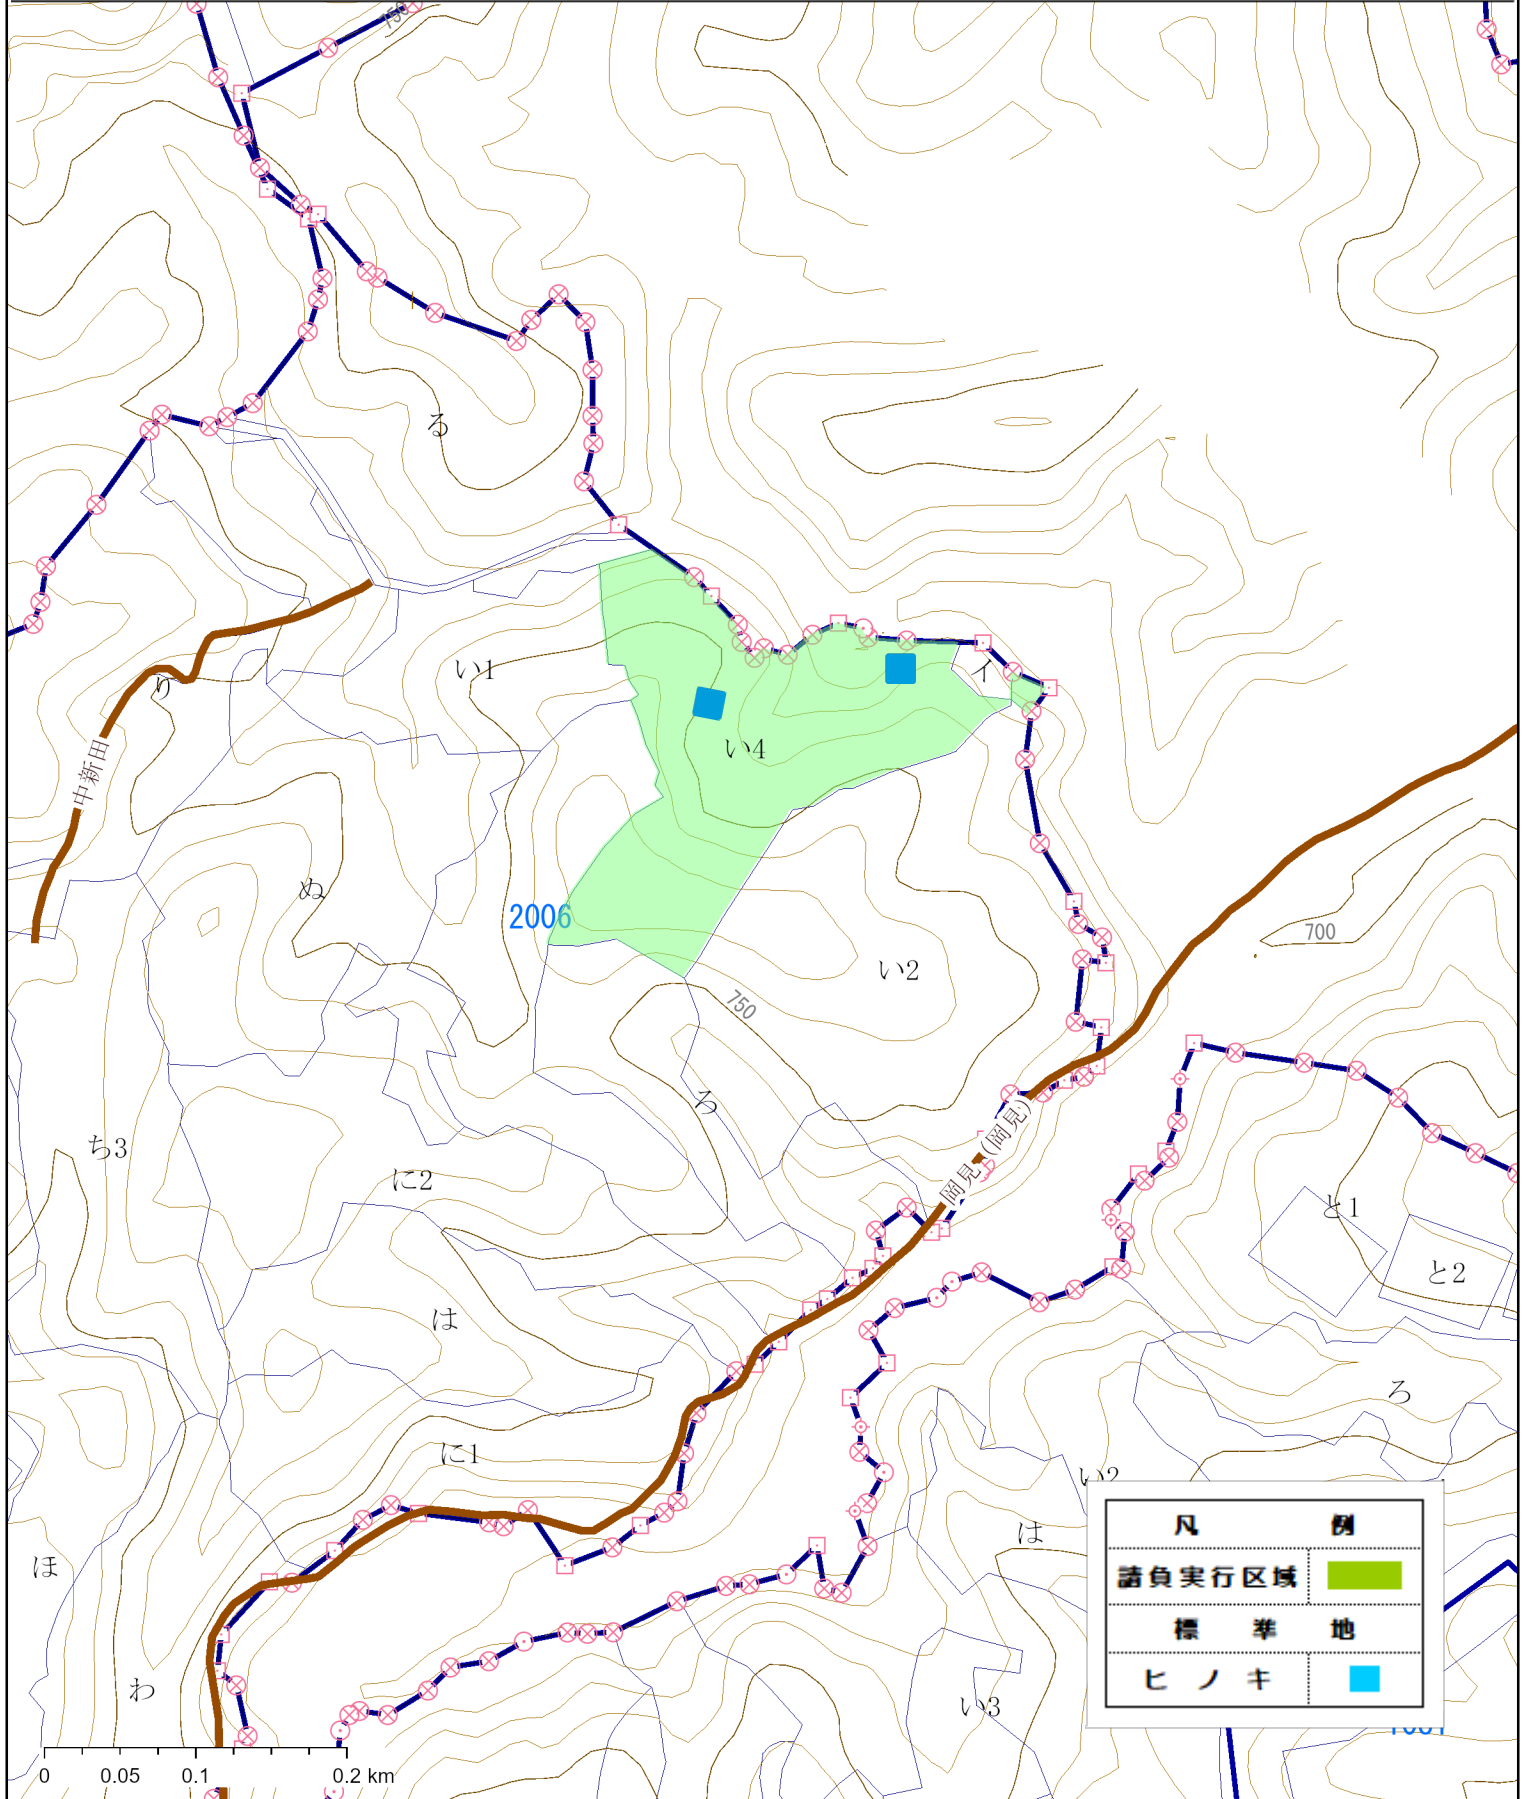 750
る
い1
イ
り
い4
中新田
ぬ
2006
700
い2
750
ろ
岡見(岡見)
ち3
に2
と1
と2
は
ろ
に1
い2
は
ほ
わ
い3
凡 例
請負実行区域
標 準 地
ヒノキ
0 0.05 0.1 0.2 km